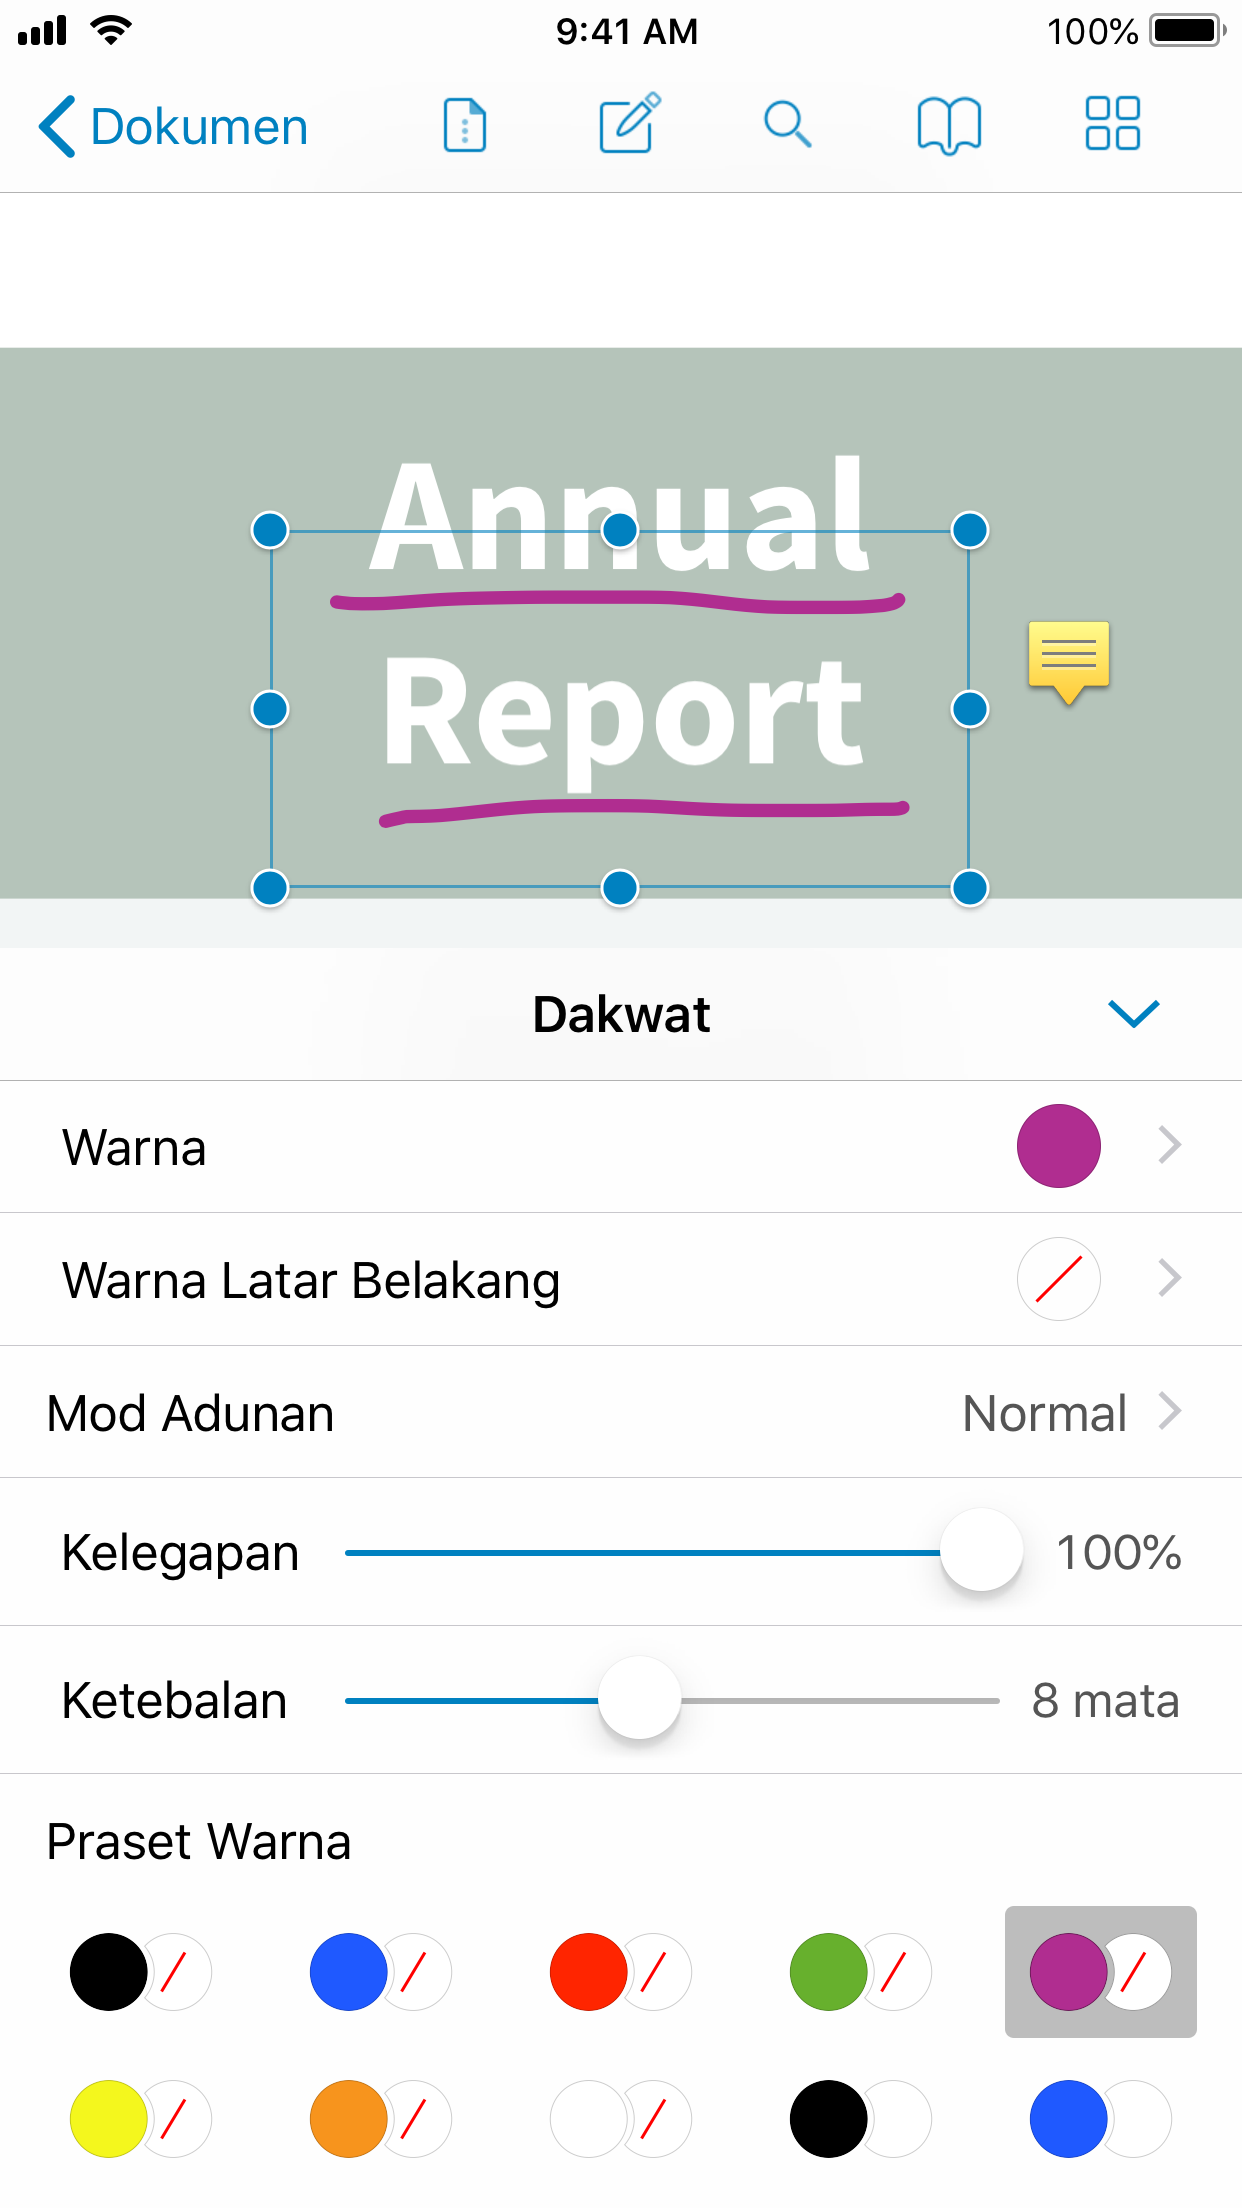 9:41 AM
100%
Dokumen
Annual
Report
Dakwat
Warna
Warna Latar Belakang
Mod Adunan
Normal
Kelegapan
100%
Ketebalan
8 mata
Praset Warna